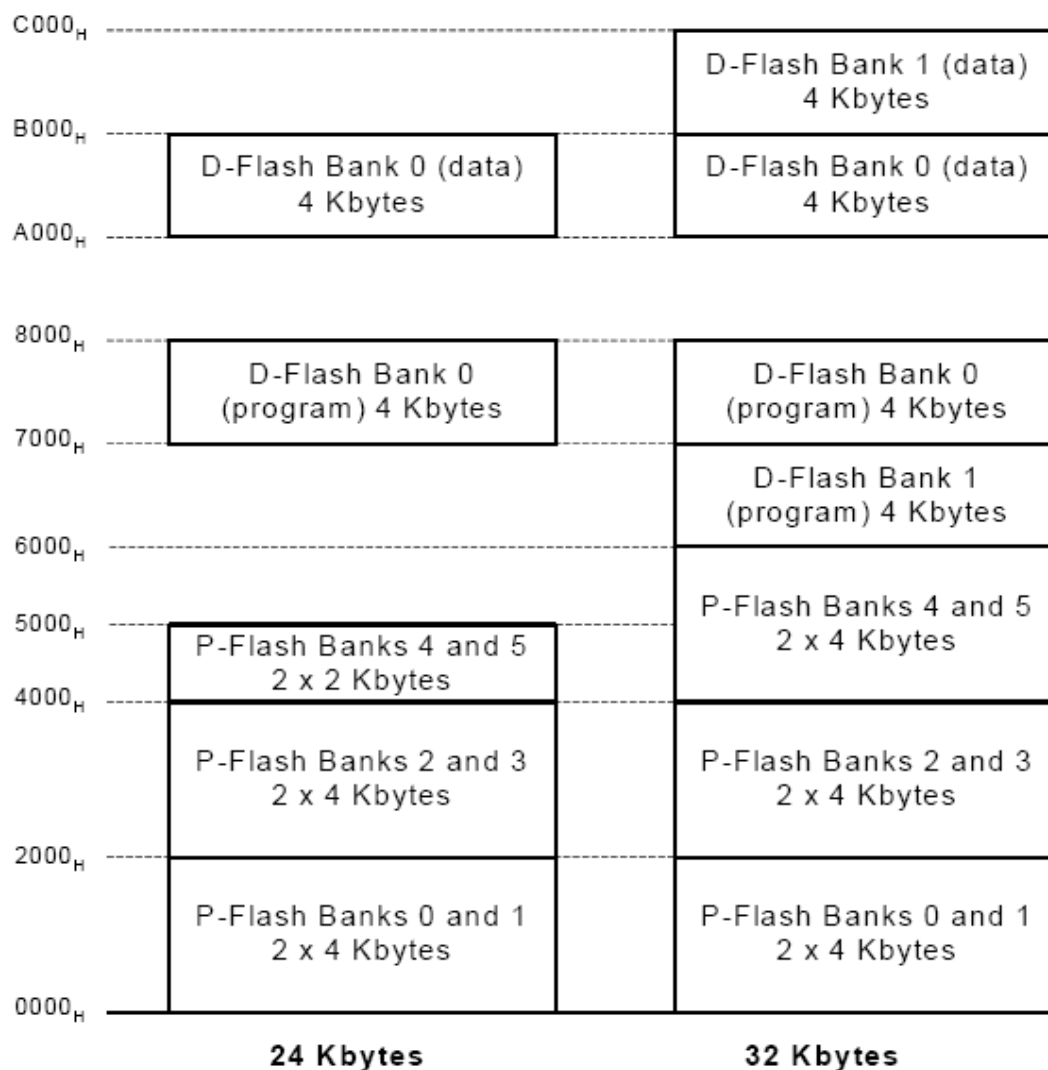 C000H
D-Flash Bank 1 (data)
4 Kbytes
B000H
D-Flash Bank 0 (data)
4 Kbytes
D-Flash Bank 0 (data)
4 Kbytes
A000H
8000H
D-Flash Bank 0
(program) 4 Kbytes
D-Flash Bank 0
(program) 4 Kbytes
7000H
D-Flash Bank 1
(program) 4 Kbytes
6000H
P-Flash Banks 4 and 5
2 x 4 Kbytes
5000H
P-Flash Banks 4 and 5
2 x 2 Kbytes
4000H
P-Flash Banks 2 and 3
2 x 4 Kbytes
P-Flash Banks 2 and 3
2 x 4 Kbytes
2000H
P-Flash Banks 0 and 1
2 x 4 Kbytes
P-Flash Banks 0 and 1
2 x 4 Kbytes
0000H
24 Kbytes
32 Kbytes